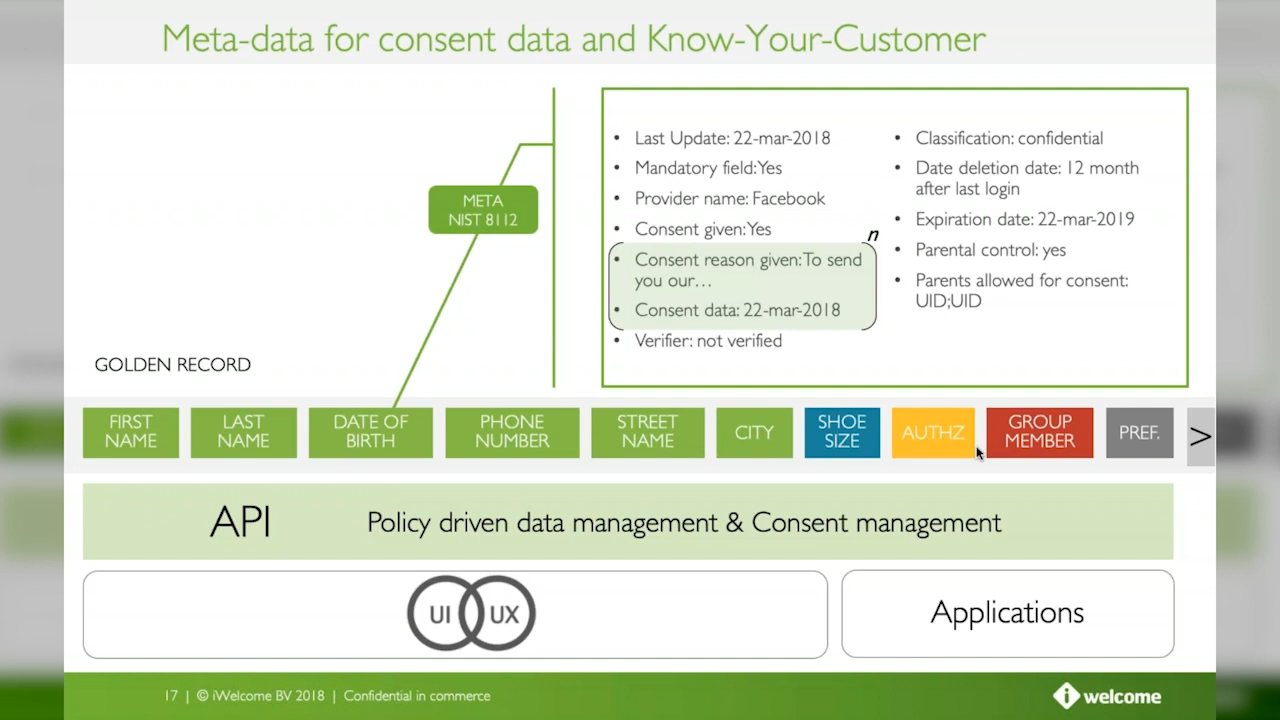 Meta-data for consent data and Know-Your-Customer
META
NIST 8112
• Last Update: 22-mar-2018
• Mandatory field:Yes
• Provider name: Facebook
• Consent given:Yes
n
• Consent reason given:To send
you our…
• Consent data: 22-mar-2018
• Verifier: not verified
• Classification: confidential
• Date deletion date: 12 month
after last login
• Expiration date: 22-mar-2019
• Parental control: yes
• Parents allowed for consent:
UID;UID
GOLDEN RECORD
FIRST
NAME
LAST
NAME
DATE OF
BIRTH
PHONE
NUMBER
STREET
NAME
CITY
SHOE
SIZE
AUTHZ
GROUP
MEMBER
PREF.
>
API
Policy driven data management & Consent management
UI UX
Applications
17 | © iWelcome BV 2018 | Confidential in commerce
i welcome